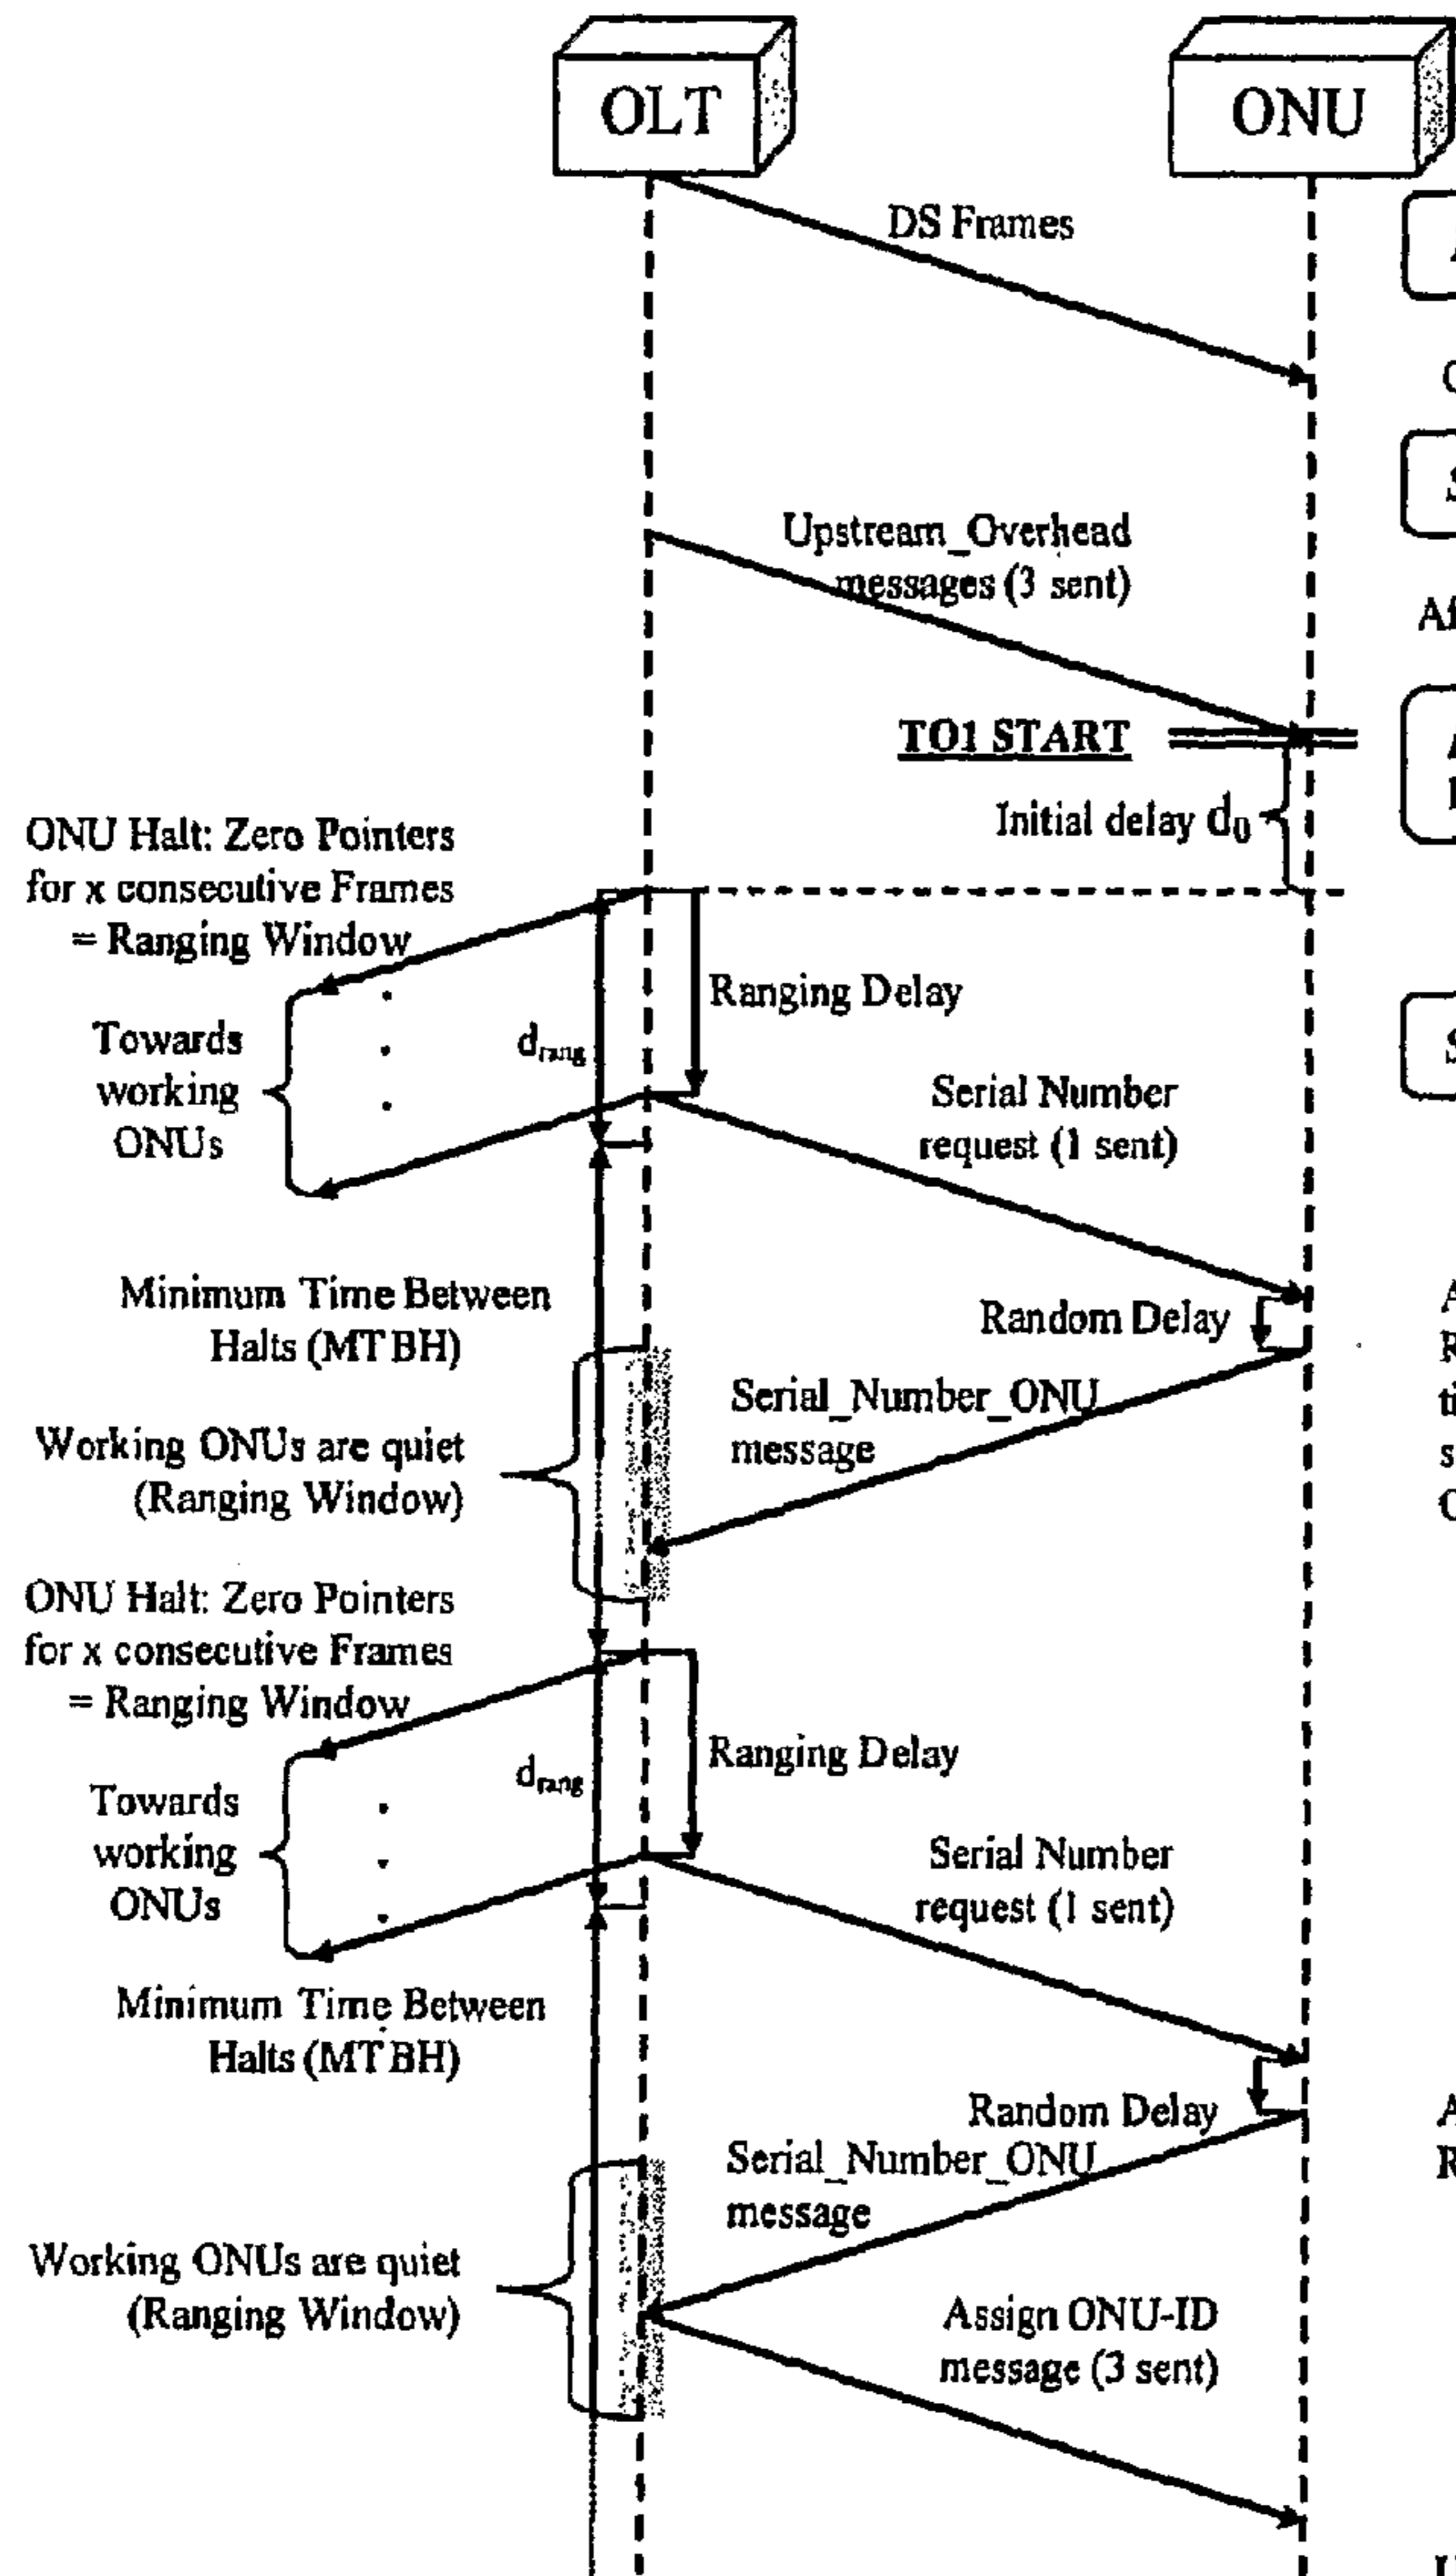 OLT
ONU
DS Frames
Upstream_Overhead
messages (3 sent)
TO1 START
Initial delay d0
ONU Halt: Zero Pointers
for x consecutive Frames
= Ranging Window
Ranging Delay
Towards
working
ONUs
drang
Serial Number
request (1 sent)
Minimum Time Between
Halts (MTBH)
Random Delay
Serial_Number_ONU
message
Working ONUs are quiet
(Ranging Window)
ONU Halt: Zero Pointers
for x consecutive Frames
= Ranging Window
Ranging Delay
drang
Towards
working
ONUs
Serial Number
request (1 sent)
Minimum Time Between
Halts (MTBH)
Random Delay
Serial_Number_ONU
message
Working ONUs are quiet
(Ranging Window)
Assign ONU-ID
message (3 sent)